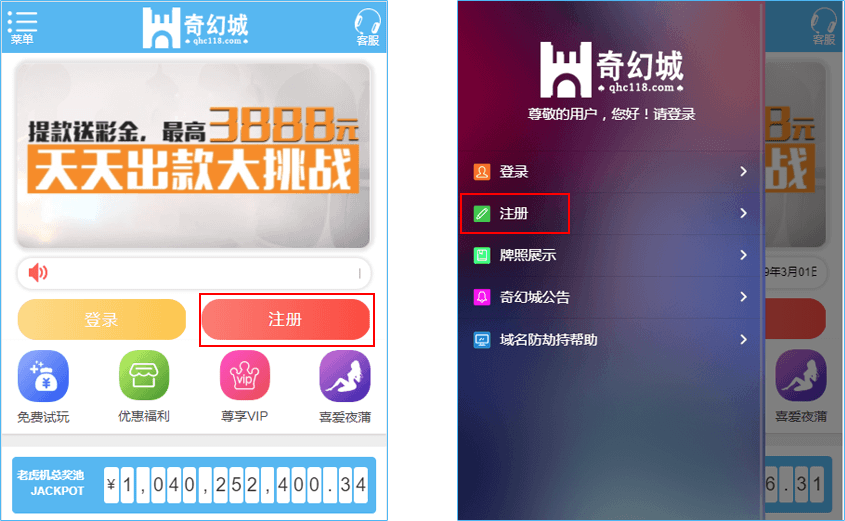 菜单
奇幻城
♠ qhc118.com ♠
客服
提款送彩金，最高3888元
天天出款大挑战
登录
注册
免费试玩
优惠福利
vip
尊享VIP
喜爱夜蒲
老虎机总奖池
JACKPOT
¥1,040,252,400.34
奇幻城
♠ qhc118.com ♠
尊敬的用户，您好！请登录
登录
注册
牌照展示
奇幻城公告
域名防劫持帮助
客服
元
战
9年3月01日
喜爱夜蒲
6.31